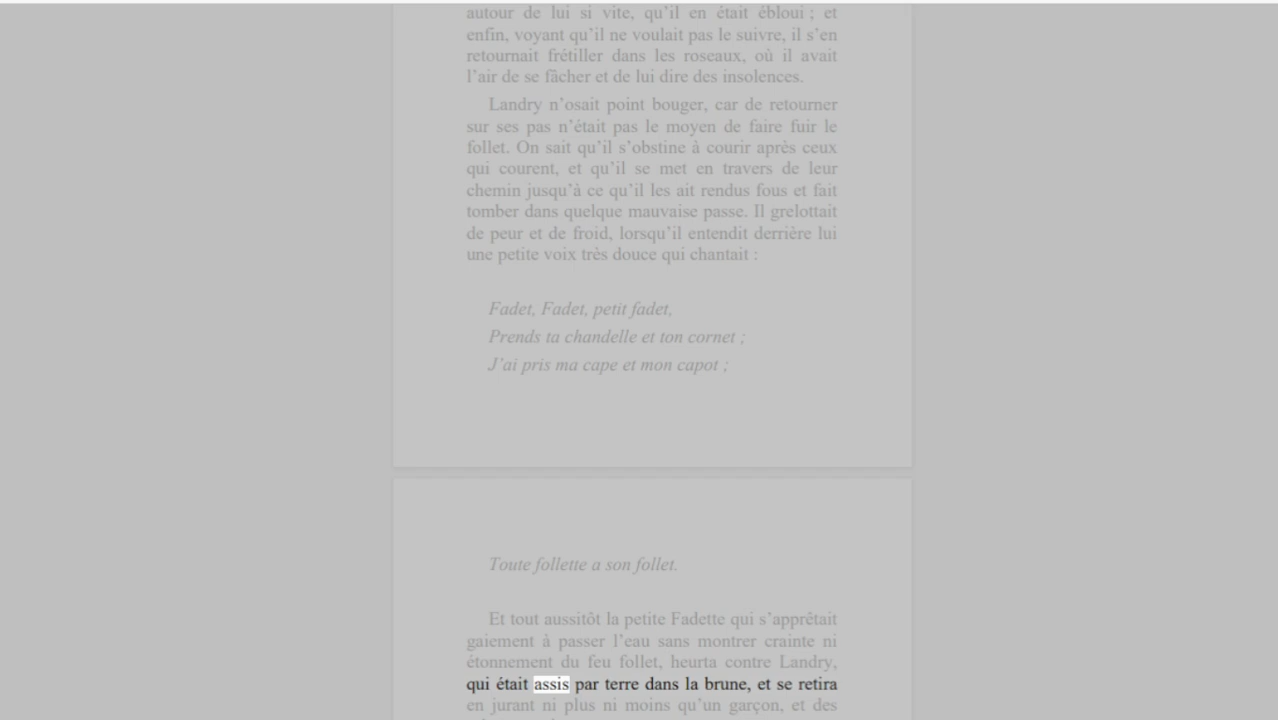 autour de lui si vite, qu’il en était ébloui ; et
enfin, voyant qu’il ne voulait pas le suivre, il s’en
retournait frétiller dans les roseaux, où il avait
l’air de se fâcher et de lui dire des insolences.
Landry n’osait point bouger, car de retourner
sur ses pas n’était pas le moyen de faire fuir le
follet. On sait qu’il s’obstine à courir après ceux
qui courent, et qu’il se met en travers de leur
chemin jusqu’à ce qu’il les ait rendus fous et fait
tomber dans quelque mauvaise passe. Il grelottait
de peur et de froid, lorsqu’il entendit derrière lui
une petite voix très douce qui chantait :
Fadet, Fadet, petit fadet,
Prends ta chandelle et ton cornet ;
J’ai pris ma cape et mon capot ;
Toute follette a son follet.
Et tout aussitôt la petite Fadette qui s’apprêtait
gaiement à passer l’eau sans montrer crainte ni
étonnement du feu follet, heurta contre Landry,
qui était assis par terre dans la brune, et se retira
en jurant ni plus ni moins qu’un garçon, et des